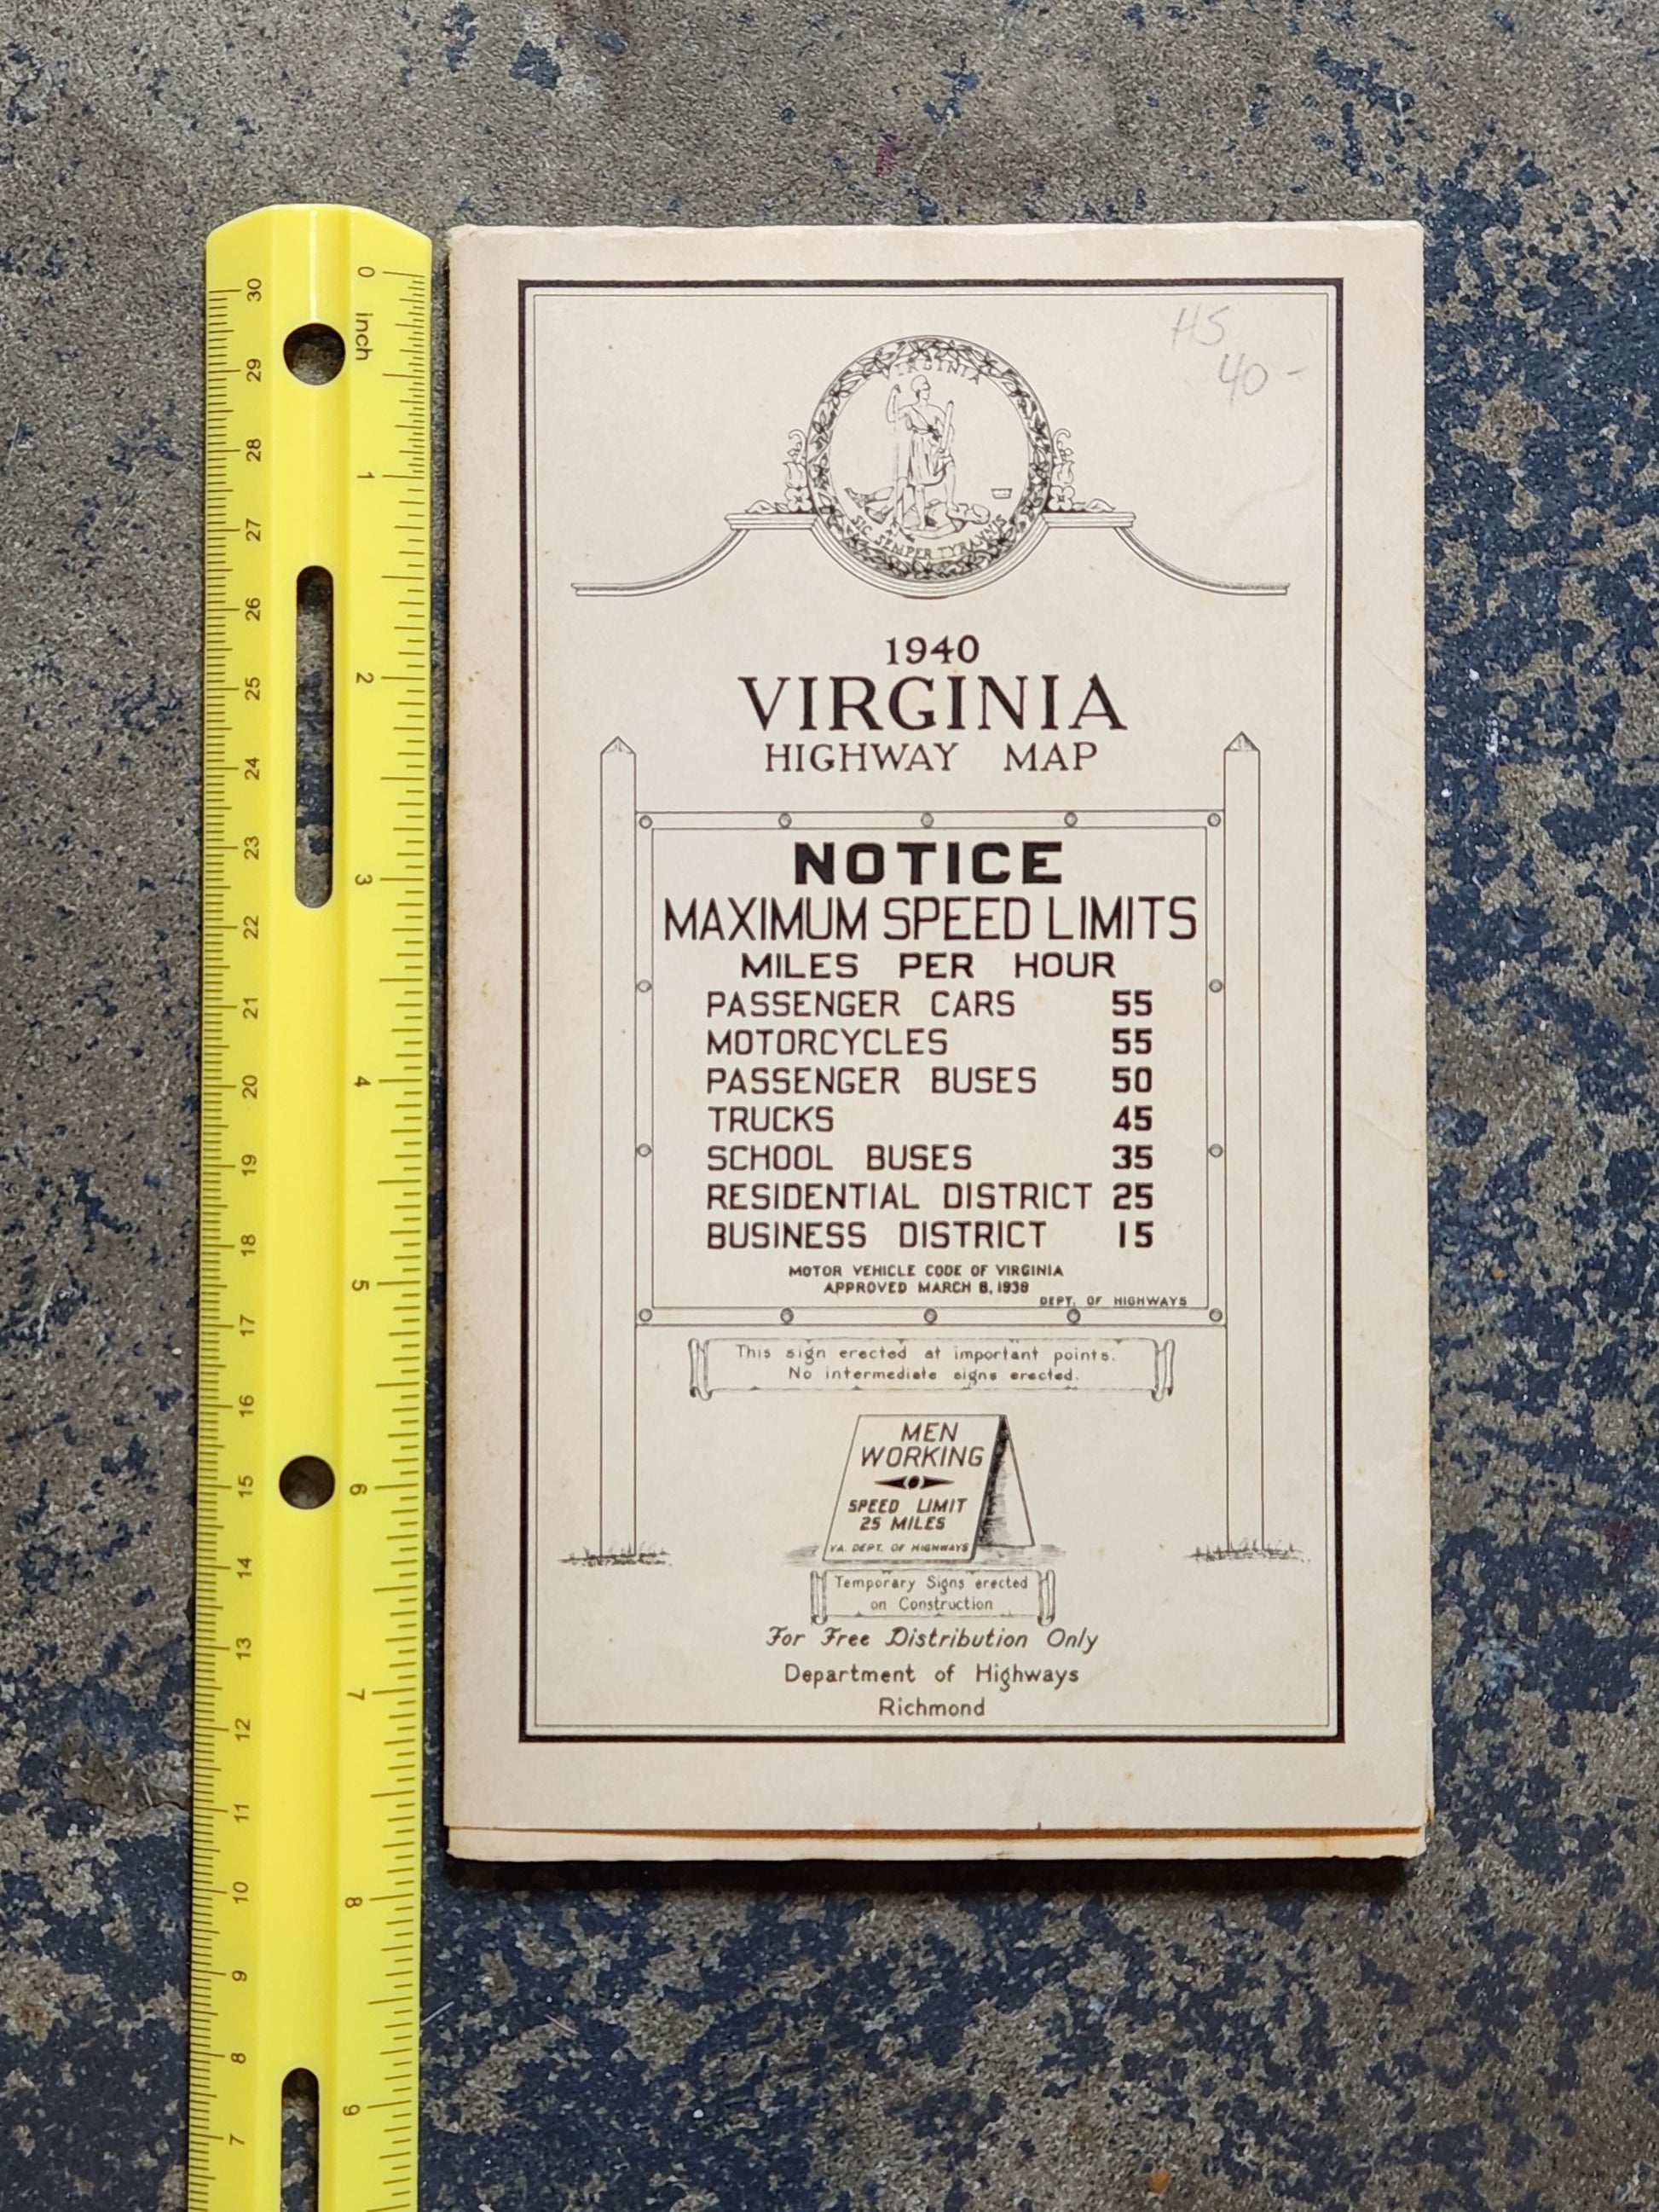 VIRGINIA
SIC SEMPER TYRANNIS
HS
40-
1940
VIRGINIA
HIGHWAY MAP
NOTICE
MAXIMUM SPEED LIMITS
MILES PER HOUR
PASSENGER CARS 55
MOTORCYCLES 55
PASSENGER BUSES 50
TRUCKS 45
SCHOOL BUSES 35
RESIDENTIAL DISTRICT 25
BUSINESS DISTRICT 15
MOTOR VEHICLE CODE OF VIRGINIA
APPROVED MARCH 8, 1938
DEPT. OF HIGHWAYS
This sign erected at important points.
No intermediate signs erected.
MEN
WORKING
SPEED LIMIT
25 MILES
VA. DEPT. OF HIGHWAYS
Temporary Signs erected
on Construction
For Free Distribution Only
Department of Highways
Richmond
0 inch 1 2 3 4 5 6 7 8 9
30 29 28 27 26 25 24 23 22 21 20 19 18 17 16 15 14 13 12 11 10 9 8 7